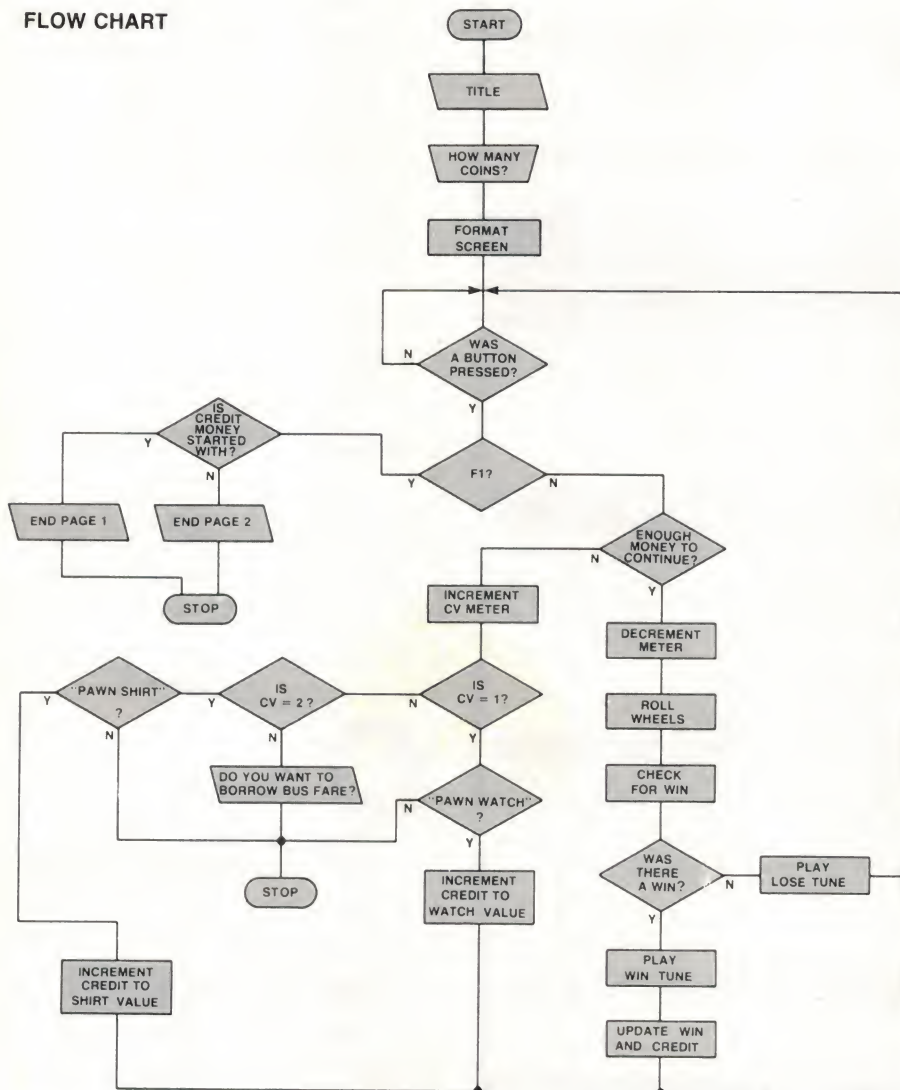 FLOW CHART
START
TITLE
HOW MANY
COINS?
FORMAT
SCREEN
WAS
A BUTTON
PRESSED?
N
Y
IS
CREDIT
MONEY
STARTED
WITH?
Y
N
F1?
Y
N
END PAGE 1
END PAGE 2
STOP
ENOUGH
MONEY TO
CONTINUE?
N
Y
INCREMENT
CV METER
DECREMENT
METER
"PAWN SHIRT"
?
Y
N
IS
CV = 2?
Y
N
IS
CV = 1?
N
Y
ROLL
WHEELS
DO YOU WANT TO
BORROW BUS FARE?
"PAWN WATCH"
?
N
Y
CHECK
FOR WIN
STOP
INCREMENT
CREDIT TO
WATCH VALUE
WAS
THERE
A WIN?
N
Y
PLAY
LOSE TUNE
INCREMENT
CREDIT TO
SHIRT VALUE
PLAY
WIN TUNE
UPDATE WIN
AND CREDIT